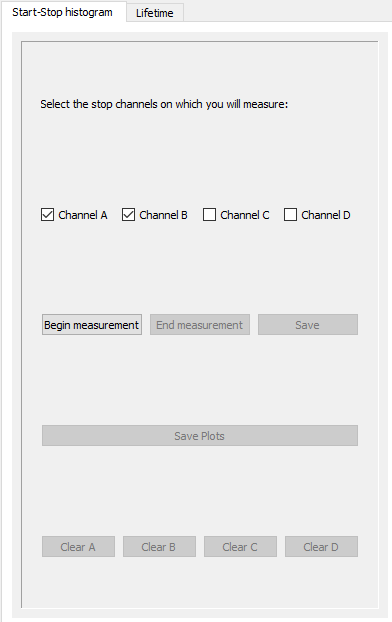 Start-Stop histogram Lifetime
Select the stop channels on which you will measure:
Channel A Channel B Channel C Channel D
Begin measurement End measurement Save
Save Plots
Clear A Clear B Clear C Clear D